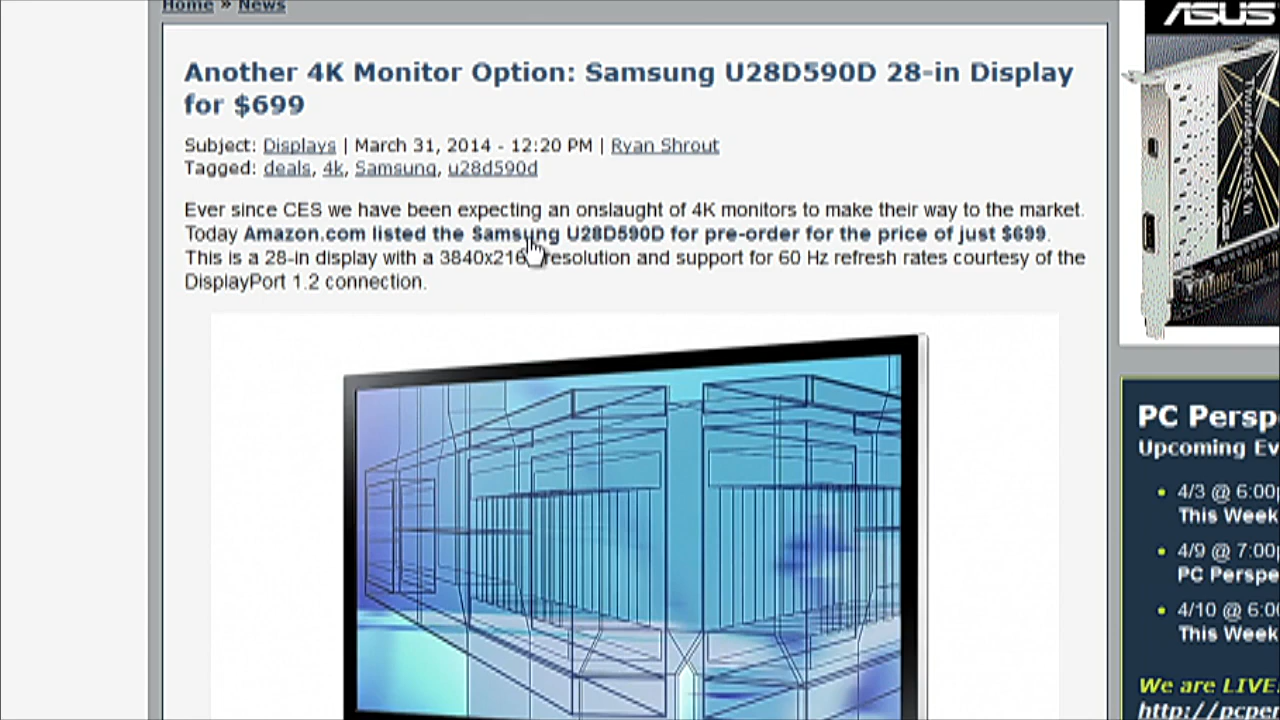 Home » News
Another 4K Monitor Option: Samsung U28D590D 28-in Display
for $699
Subject: Displays | March 31, 2014 - 12:20 PM | Ryan Shrout
Tagged: deals, 4k, Samsung, u28d590d
Ever since CES we have been expecting an onslaught of 4K monitors to make their way to the market.
Today Amazon.com listed the Samsung U28D590D for pre-order for the price of just $699.
This is a 28-in display with a 3840x216 resolution and support for 60 Hz refresh rates courtesy of the
DisplayPort 1.2 connection.
ASUS
PC Persp
Upcoming Ev
4/3 @ 6:00p
This Week
4/9 @ 7:00p
PC Perspe
4/10 @ 6:0
This Week
We are LIVE
http://pcper